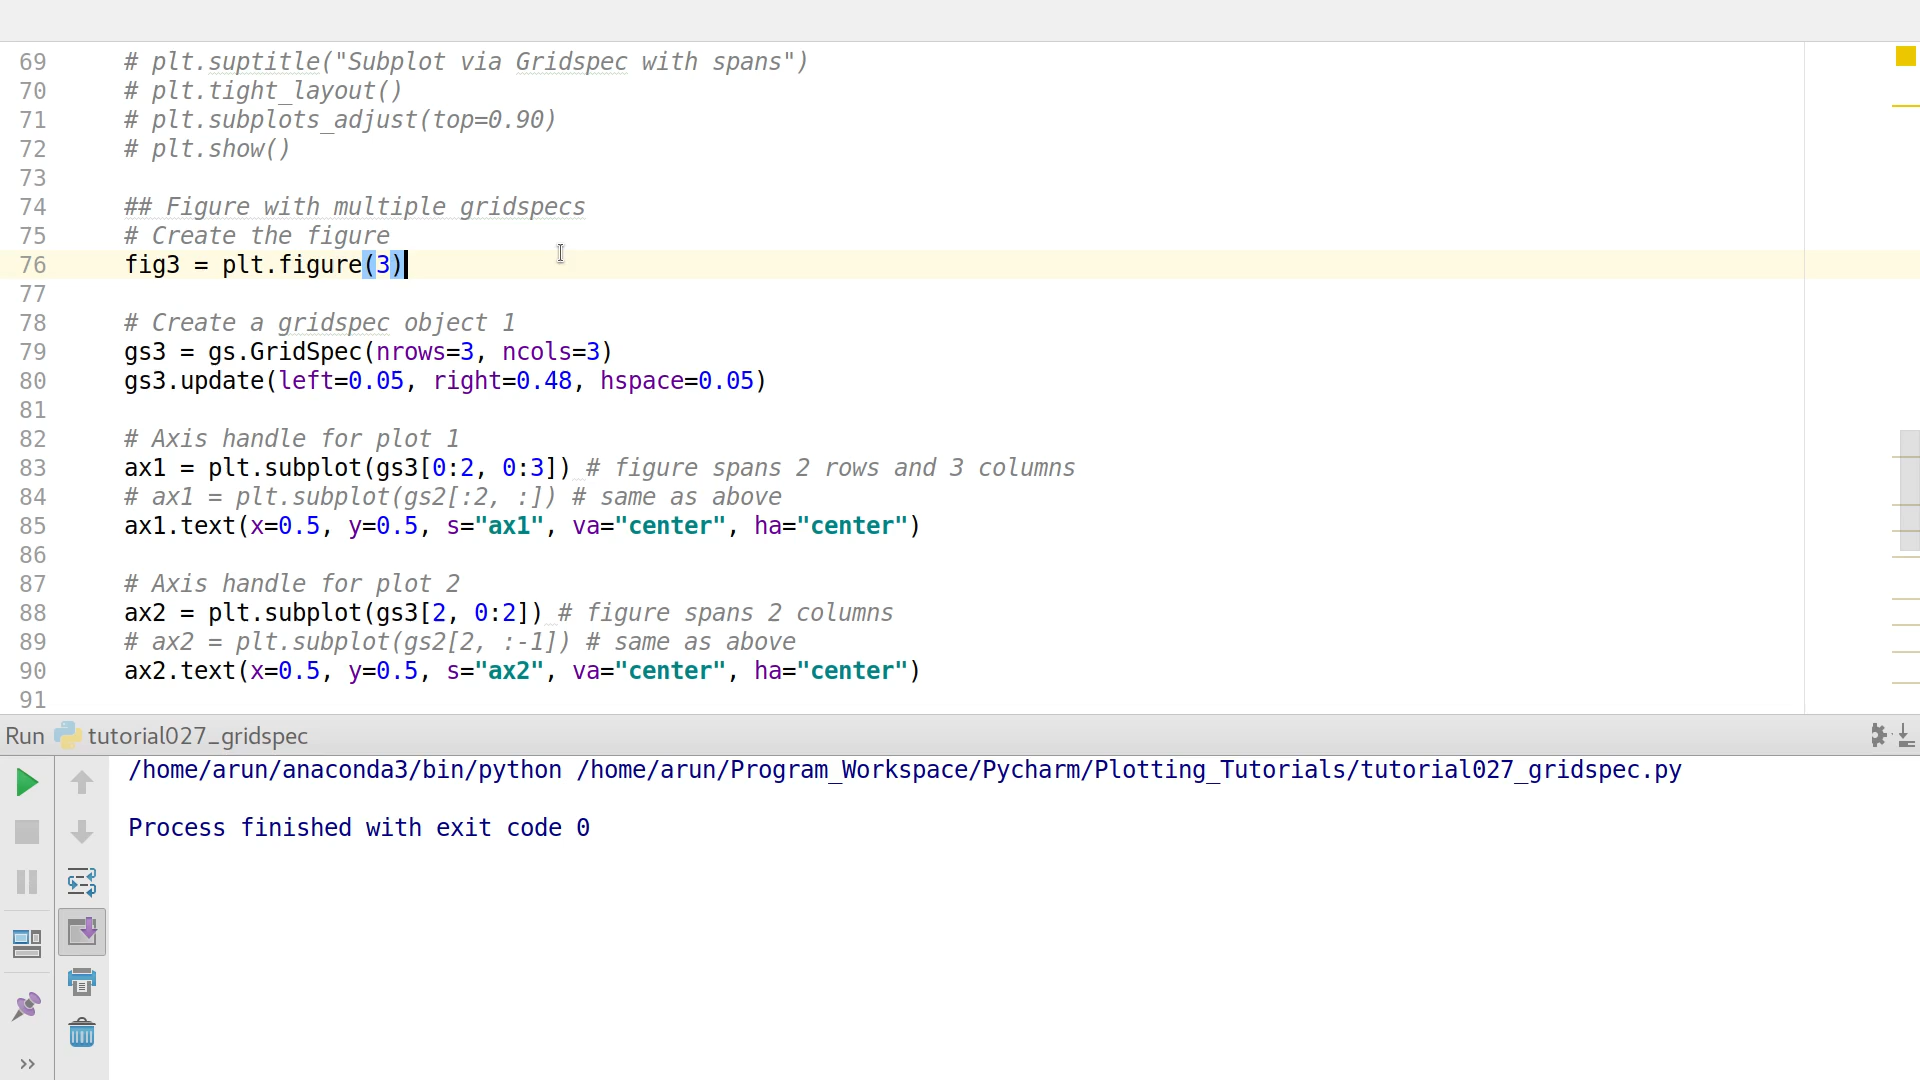 69 # plt.suptitle("Subplot via Gridspec with spans")
70 # plt.tight_layout()
71 # plt.subplots_adjust(top=0.90)
72 # plt.show()
73
74 ## Figure with multiple gridspecs
75 # Create the figure
76 fig3 = plt.figure(3)
77
78 # Create a gridspec object 1
79 gs3 = gs.GridSpec(nrows=3, ncols=3)
80 gs3.update(left=0.05, right=0.48, hspace=0.05)
81
82 # Axis handle for plot 1
83 ax1 = plt.subplot(gs3[0:2, 0:3]) # figure spans 2 rows and 3 columns
84 # ax1 = plt.subplot(gs2[:2, :]) # same as above
85 ax1.text(x=0.5, y=0.5, s="ax1", va="center", ha="center")
86
87 # Axis handle for plot 2
88 ax2 = plt.subplot(gs3[2, 0:2]) # figure spans 2 columns
89 # ax2 = plt.subplot(gs2[2, :-1]) # same as above
90 ax2.text(x=0.5, y=0.5, s="ax2", va="center", ha="center")
91
Run tutorial027_gridspec
/home/arun/anaconda3/bin/python /home/arun/Program_Workspace/Pycharm/Plotting_Tutorials/tutorial027_gridspec.py
Process finished with exit code 0